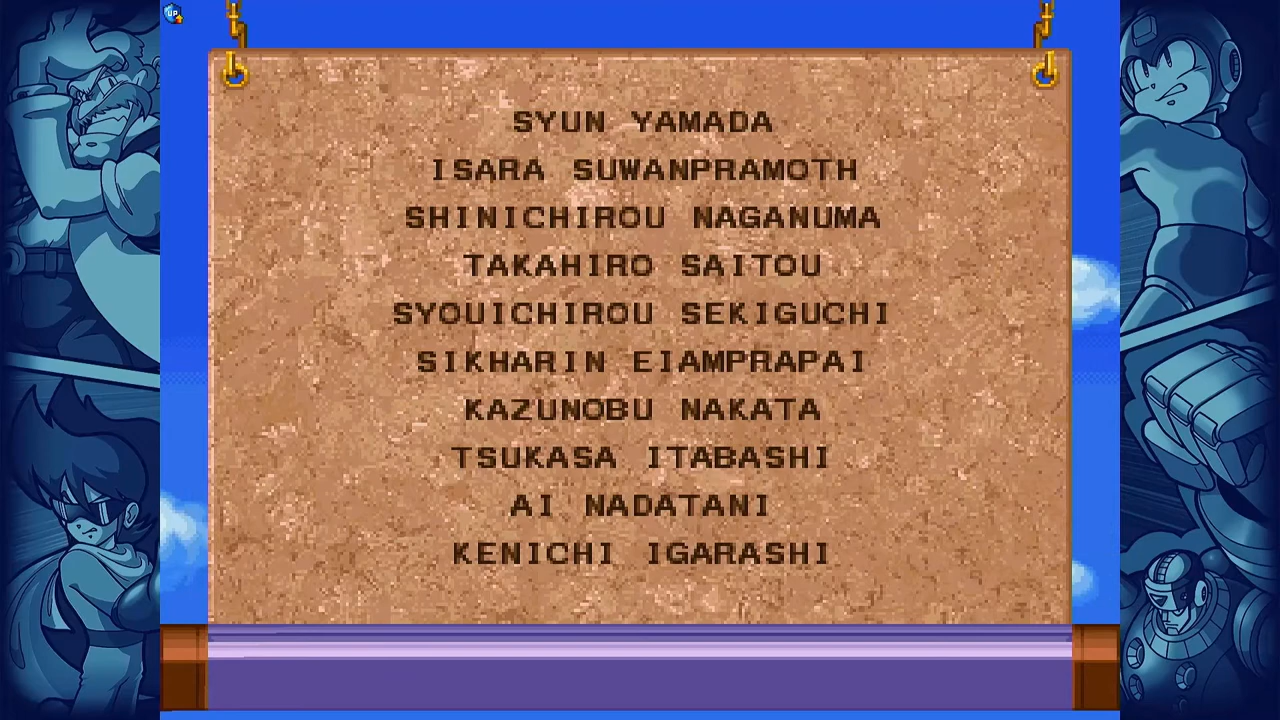 UP
SYUN YAMADA
ISARA SUWANPRAMOTH
SHINICHIROU NAGANUMA
TAKAHIRO SAITOU
SYOUICHIROU SEKIGUCHI
SIKHARIN EIAMPRAPAI
KAZUNOBU NAKATA
TSUKASA ITABASHI
AI NADATANI
KENICHI IGARASHI